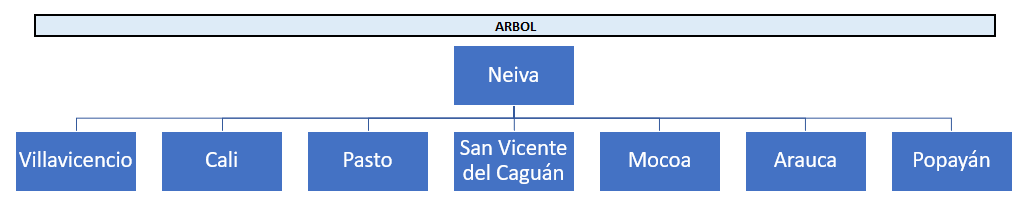 ARBOL
Neiva
Villavicencio
Cali
Pasto
San Vicente
del Caguán
Mocoa
Arauca
Popayán